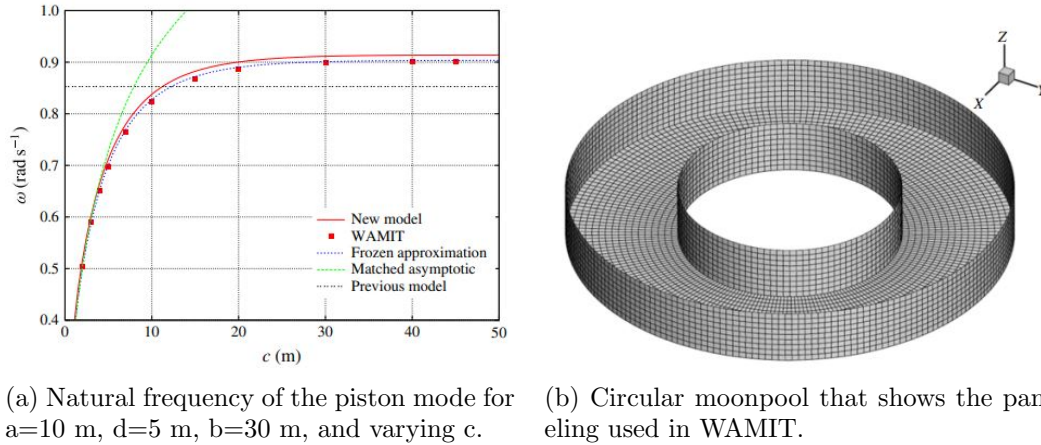 1.0
0.9
0.8
0.7
0.6
0.5
0.4
ω (rad s⁻¹)
0 10 20 30 40 50
c (m)
New model
WAMIT
Frozen approximation
Matched asymptotic
Previous model
Z
X
Y
(a) Natural frequency of the piston mode for
a=10 m, d=5 m, b=30 m, and varying c.
(b) Circular moonpool that shows the pan-
eling used in WAMIT.